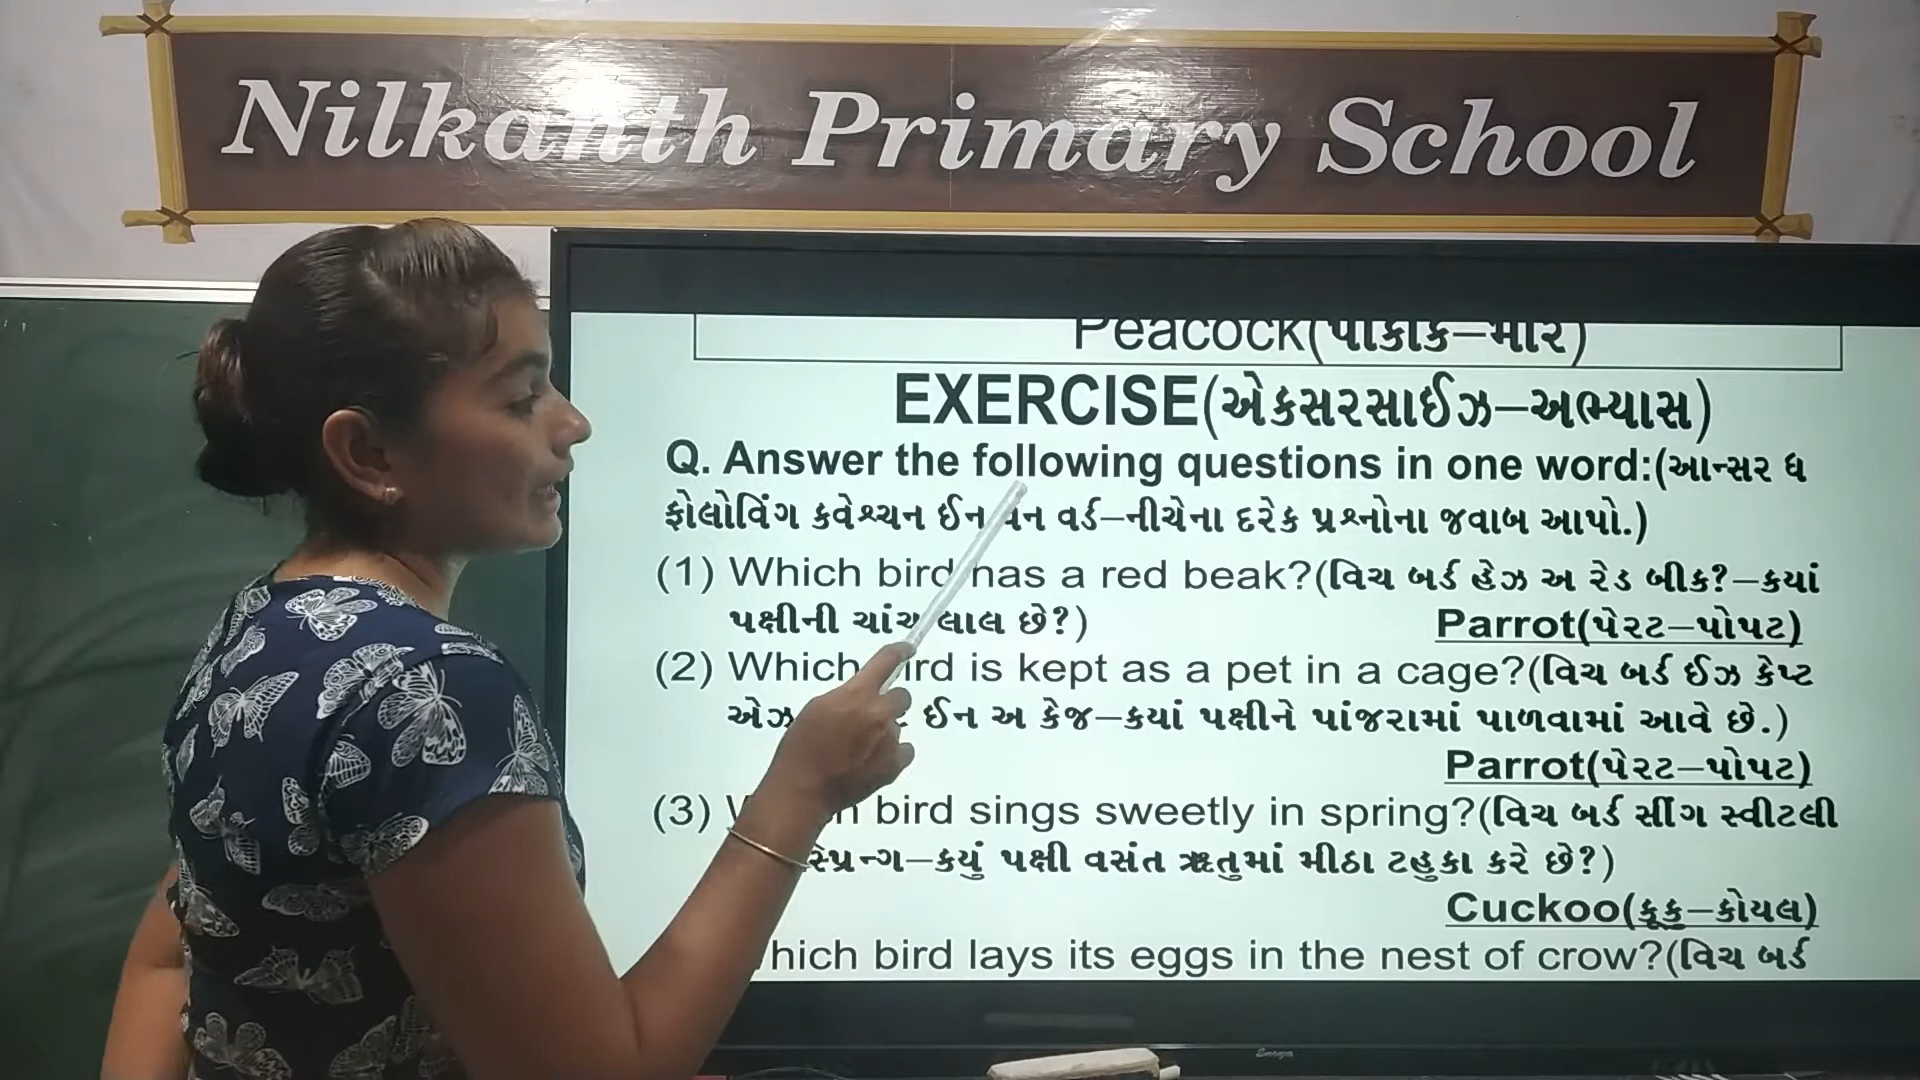 Nilkanth Primary School
Peacock(પીકોક–મોર)
EXERCISE(એકસરસાઈઝ–અભ્યાસ)
Q. Answer the following questions in one word:(આન્સર ધ
ફોલોવિંગ કવેશ્ચન ઈન વન વર્ડ–નીચેના દરેક પ્રશ્નોના જવાબ આપો.)
(1) Which bird has a red beak?(વિચ બર્ડ હેઝ અ રેડ બીક?–કયાં
પક્ષીની ચાંચ લાલ છે?)
Parrot(પેરટ–પોપટ)
(2) Which bird is kept as a pet in a cage?(વિચ બર્ડ ઈઝ કેપ્ટ
એઝ ઈન અ કેજ–કયાં પક્ષીને પાંજરામાં પાળવામાં આવે છે.)
Parrot(પેરટ–પોપટ)
(3) bird sings sweetly in spring?(વિચ બર્ડ સીંગ સ્વીટલી
સ્પ્રિન્ગ–કયું પક્ષી વસંત ઋતુમાં મીઠા ટહુકા કરે છે?)
Cuckoo(કૂકૂ–કોયલ)
Which bird lays its eggs in the nest of crow?(વિચ બર્ડ